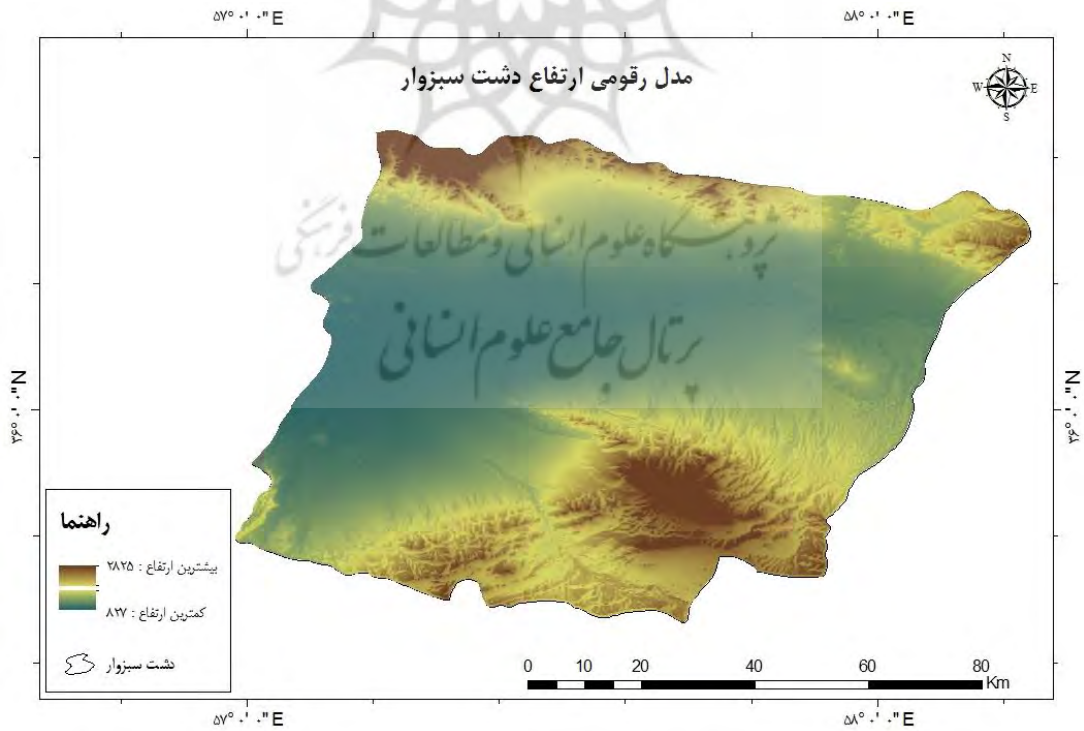 ۵۷°۰'۰"E ۵۸°۰'۰"E
مدل رقومی ارتفاع دشت سبزوار
N
W E
S
پژوهشگاه علوم انسانی و مطالعات فرهنگی
پرتال جامع علوم انسانی
۳۶°۰'۰"N ۳۶°۰'۰"N
راهنما
بیشترین ارتفاع : ۲۸۲۵
کمترین ارتفاع : ۸۲۷
دشت سبزوار
0 10 20 40 60 80
Km
۵۷°۰'۰"E ۵۸°۰'۰"E